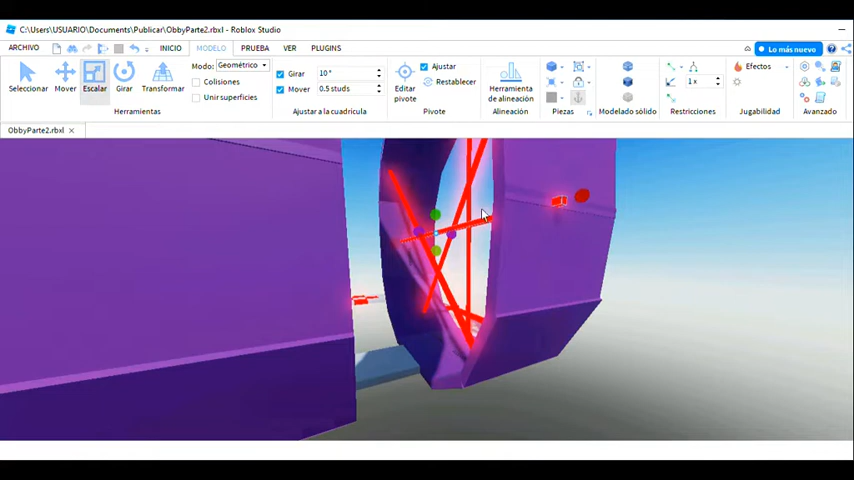 C:\Users\USUARIO\Documents\Publicar\ObbyParte2.rbxl - Roblox Studio
ARCHIVO INICIO MODELO PRUEBA VER PLUGINS Lo más nuevo
Modo: Geométrico Girar 10 ° Ajustar Efectos
Colisiones Restablecer 1 x
Seleccionar Mover Escalar Girar Transformar Unir superficies Mover 0.5 studs Editar pivote Herramienta de alineación
Herramientas Ajustar a la cuadrícula Pivote Alineación Piezas Modelado sólido Restricciones Jugabilidad Avanzado
ObbyParte2.rbxl